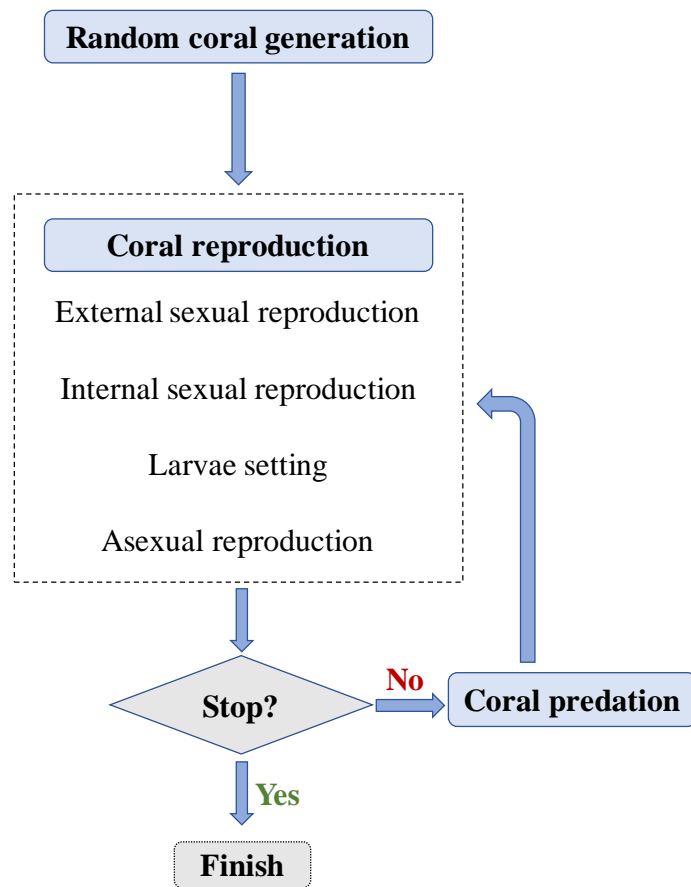 Random coral generation
Coral reproduction
External sexual reproduction
Internal sexual reproduction
Larvae setting
Asexual reproduction
Stop?
No
Coral predation
Yes
Finish